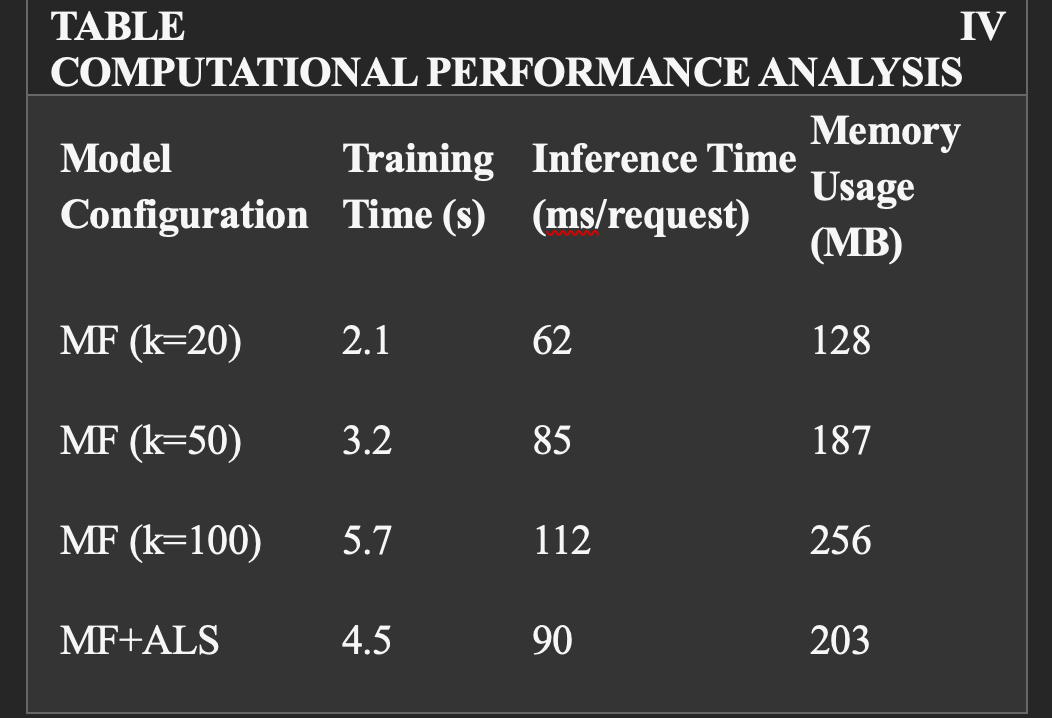 TABLE IV
COMPUTATIONAL PERFORMANCE ANALYSIS
Model Configuration Training Time (s) Inference Time (ms/request) Memory Usage (MB)
MF (k=20) 2.1 62 128
MF (k=50) 3.2 85 187
MF (k=100) 5.7 112 256
MF+ALS 4.5 90 203